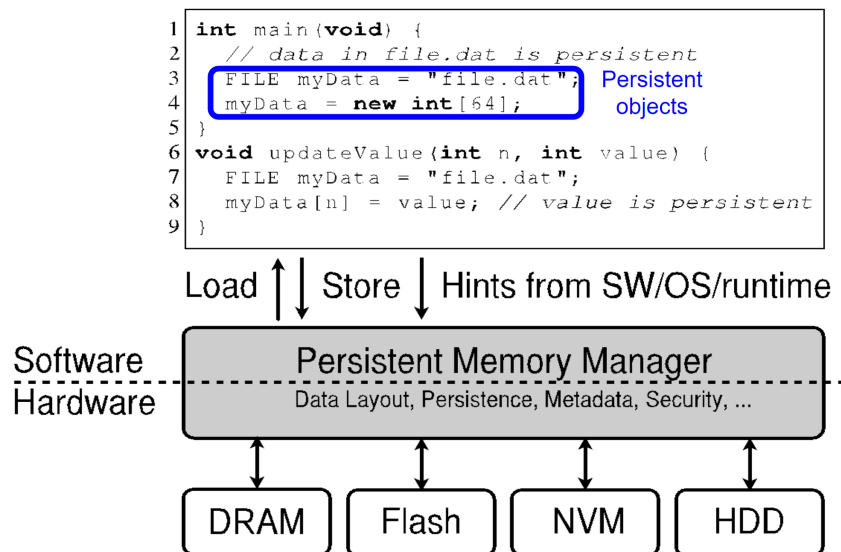 1 int main(void) {
2 // data in file.dat is persistent
3 FILE myData = "file.dat";
4 myData = new int[64];
5 }
6 void updateValue(int n, int value) {
7 FILE myData = "file.dat";
8 myData[n] = value; // value is persistent
9 }
Persistent
objects
Load Store Hints from SW/OS/runtime
Software
Hardware
Persistent Memory Manager
Data Layout, Persistence, Metadata, Security, ...
DRAM Flash NVM HDD